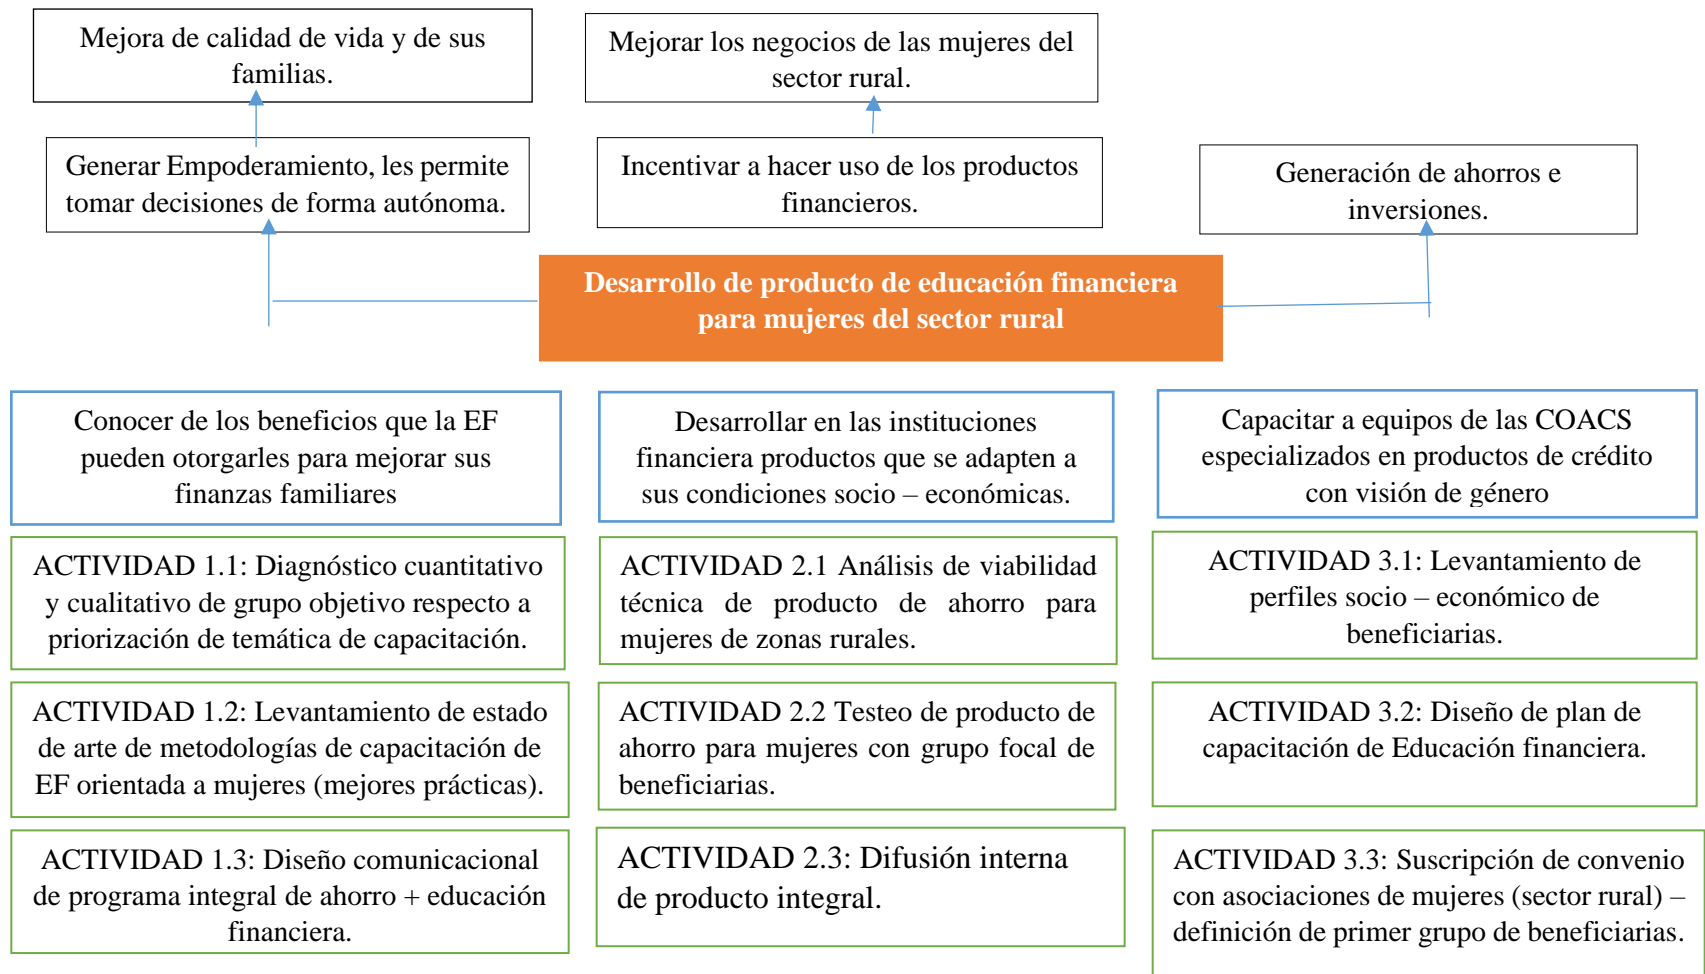 Mejora de calidad de vida y de sus
familias.
Mejorar los negocios de las mujeres del
sector rural.
Generar Empoderamiento, les permite
tomar decisiones de forma autónoma.
Incentivar a hacer uso de los productos
financieros.
Generación de ahorros e
inversiones.
Desarrollo de producto de educación financiera
para mujeres del sector rural
Conocer de los beneficios que la EF
pueden otorgarles para mejorar sus
finanzas familiares
Desarrollar en las instituciones
financiera productos que se adapten a
sus condiciones socio – económicas.
Capacitar a equipos de las COACS
especializados en productos de crédito
con visión de género
ACTIVIDAD 1.1: Diagnóstico cuantitativo
y cualitativo de grupo objetivo respecto a
priorización de temática de capacitación.
ACTIVIDAD 2.1 Análisis de viabilidad
técnica de producto de ahorro para
mujeres de zonas rurales.
ACTIVIDAD 3.1: Levantamiento de
perfiles socio – económico de
beneficiarias.
ACTIVIDAD 1.2: Levantamiento de estado
de arte de metodologías de capacitación de
EF orientada a mujeres (mejores prácticas).
ACTIVIDAD 2.2 Testeo de producto de
ahorro para mujeres con grupo focal de
beneficiarias.
ACTIVIDAD 3.2: Diseño de plan de
capacitación de Educación financiera.
ACTIVIDAD 1.3: Diseño comunicacional
de programa integral de ahorro + educación
financiera.
ACTIVIDAD 2.3: Difusión interna
de producto integral.
ACTIVIDAD 3.3: Suscripción de convenio
con asociaciones de mujeres (sector rural) –
definición de primer grupo de beneficiarias.